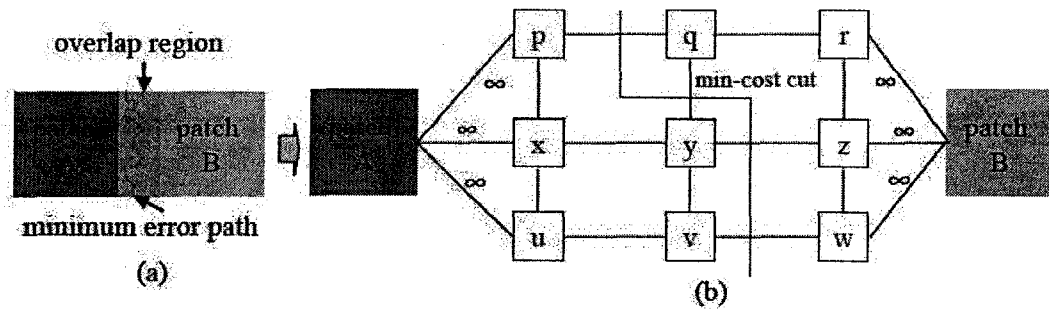 overlap region
patch
B
minimum error path
(a)
p
q
r
∞
∞
min-cost cut
∞
∞
x
y
z
patch
B
∞
∞
u
v
w
(b)